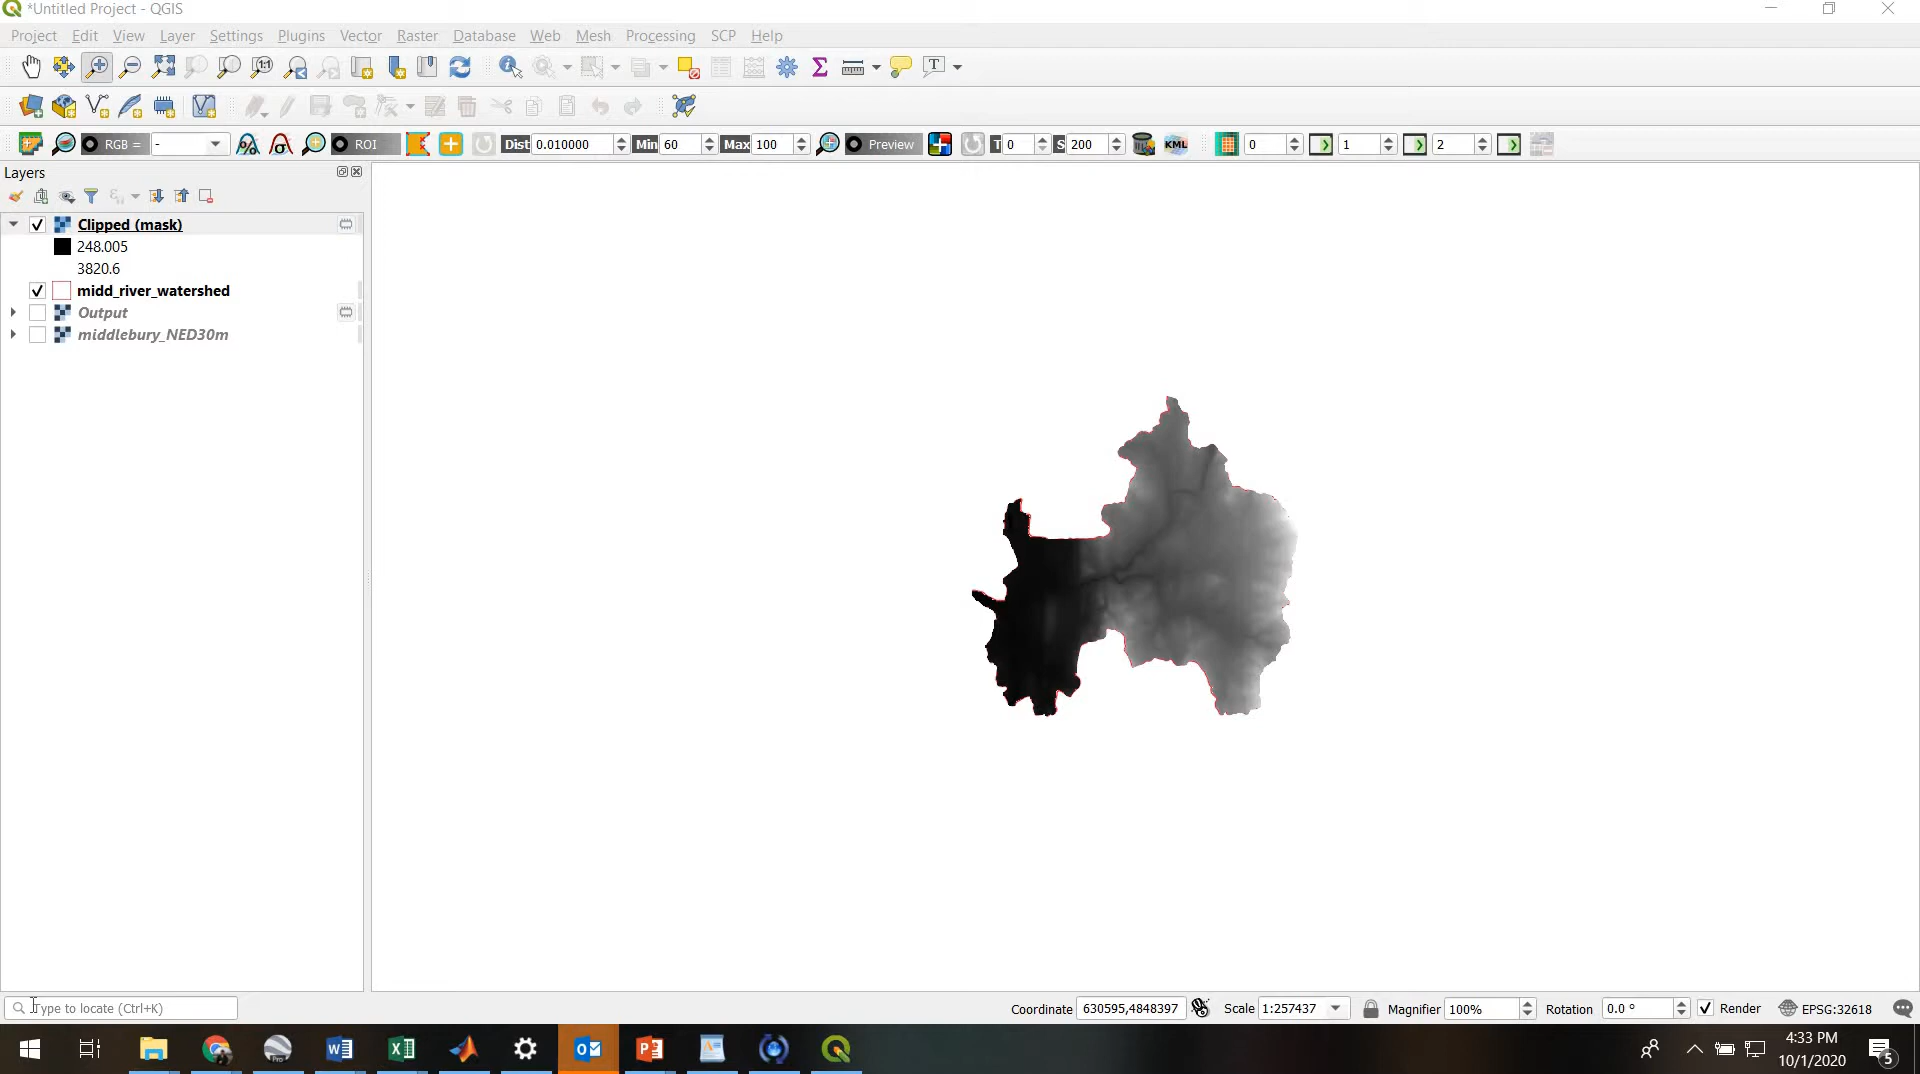 *Untitled Project - QGIS
Project Edit View Layer Settings Plugins Vector Raster Database Web Mesh Processing SCP Help
1:1
T
RGB = - ROI Dist 0.010000 Min 60 Max 100 Preview T 0 S 200 KML 0 1 2
Layers
Clipped (mask)
248.005
3820.6
midd_river_watershed
Output
middlebury_NED30m
Type to locate (Ctrl+K)
Coordinate 630595,4848397 Scale 1:257437 Magnifier 100% Rotation 0.0 ° Render EPSG:32618
4:33 PM
10/1/2020
5